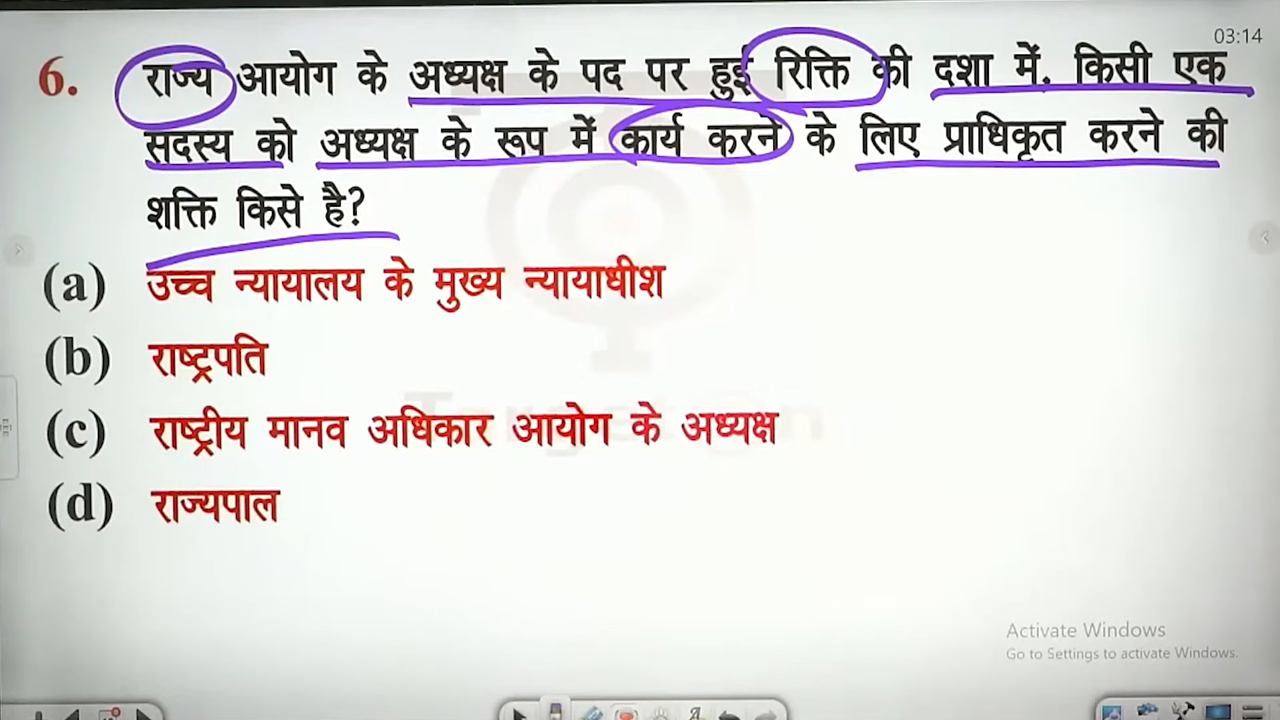 03:14
6. राज्य आयोग के अध्यक्ष के पद पर हुई रिक्ति की दशा में. किसी एक
सदस्य को अध्यक्ष के रूप में कार्य करने के लिए प्राधिकृत करने की
शक्ति किसे है?
(a) उच्च न्यायालय के मुख्य न्यायाधीश
(b) राष्ट्रपति
(c) राष्ट्रीय मानव अधिकार आयोग के अध्यक्ष
(d) राज्यपाल
Activate Windows
Go to Settings to activate Windows.